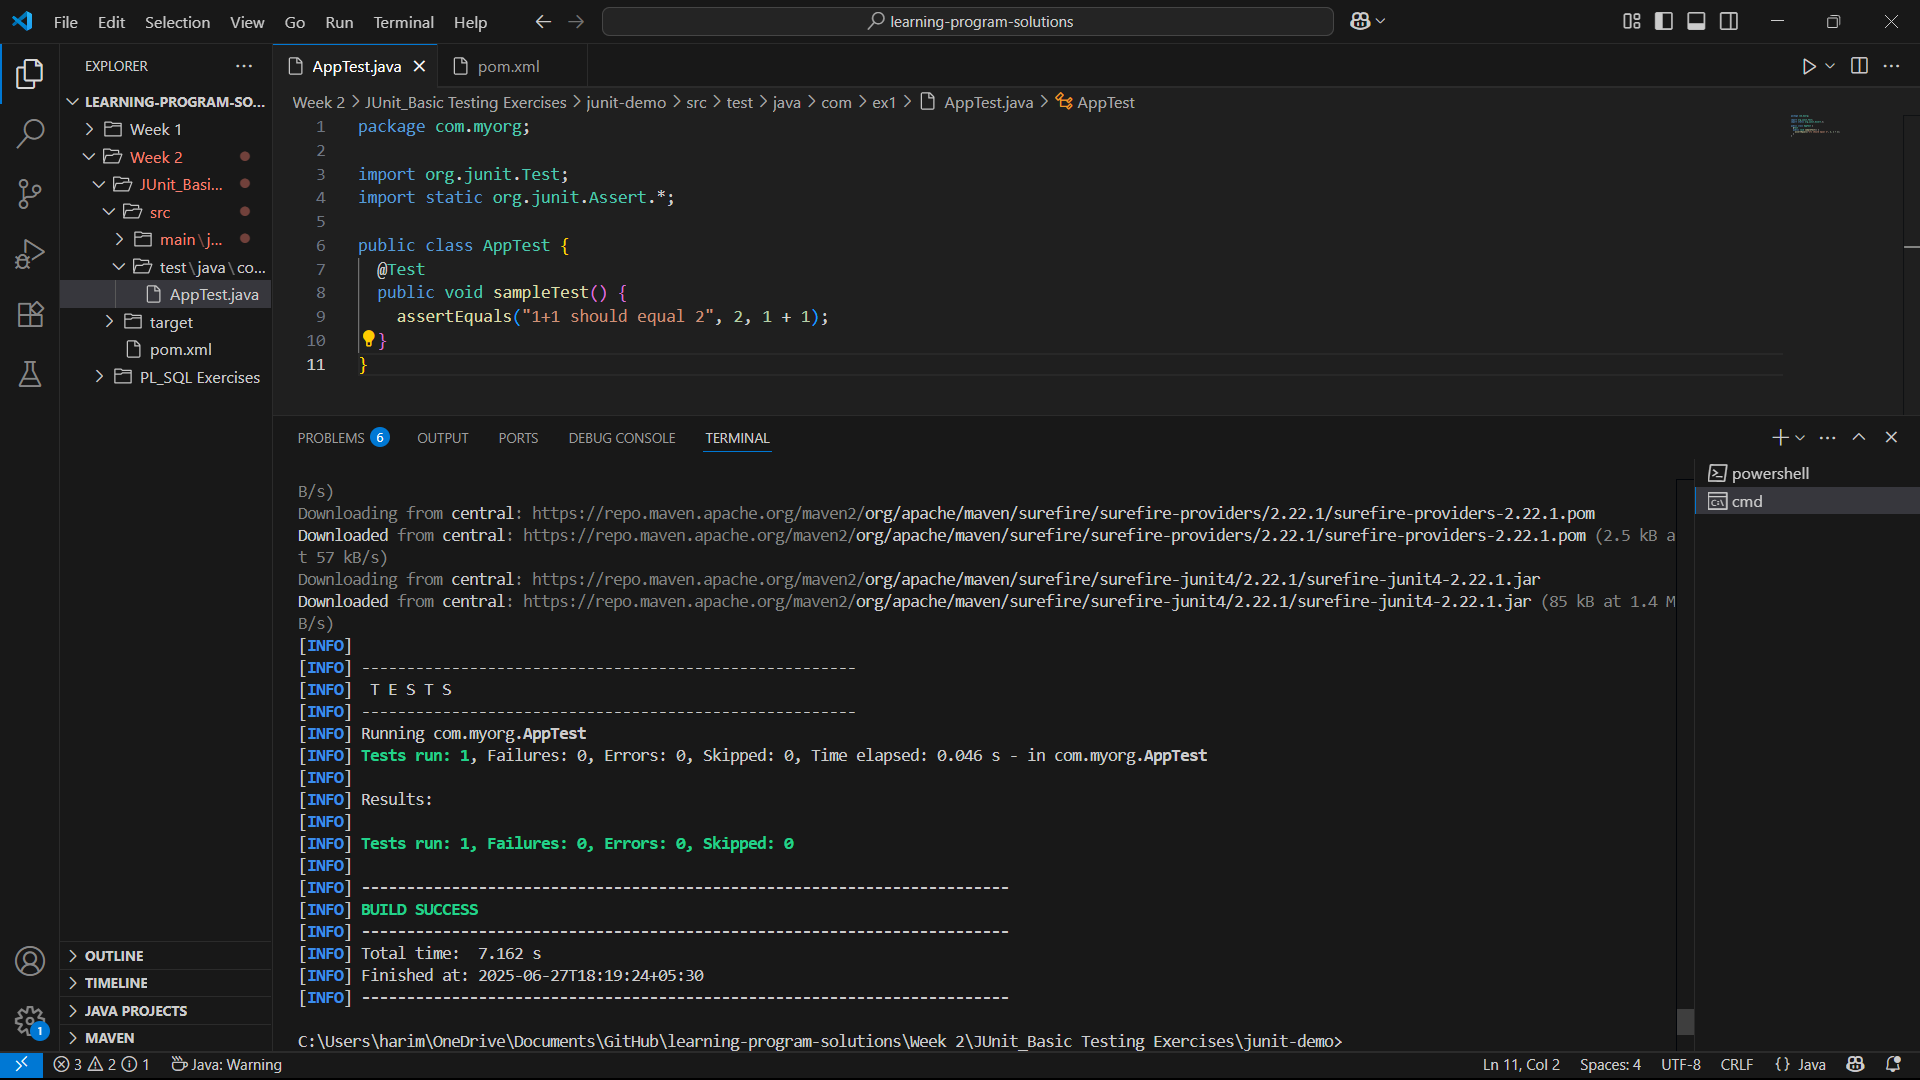 File Edit Selection View Go Run Terminal Help
learning-program-solutions
EXPLORER
LEARNING-PROGRAM-SO...
Week 1
Week 2
JUnit_Basi...
src
main\j...
test\java\co...
AppTest.java
target
pom.xml
PL_SQL Exercises
OUTLINE
TIMELINE
JAVA PROJECTS
MAVEN
1
AppTest.java
pom.xml
Week 2 > JUnit_Basic Testing Exercises > junit-demo > src > test > java > com > ex1 > AppTest.java > AppTest
1 package com.myorg;
2
3 import org.junit.Test;
4 import static org.junit.Assert.*;
5
6 public class AppTest {
7 @Test
8 public void sampleTest() {
9 assertEquals("1+1 should equal 2", 2, 1 + 1);
10 }
11 }
PROBLEMS 6 OUTPUT PORTS DEBUG CONSOLE TERMINAL
powershell
cmd
B/s)
Downloading from central: https://repo.maven.apache.org/maven2/org/apache/maven/surefire/surefire-providers/2.22.1/surefire-providers-2.22.1.pom
Downloaded from central: https://repo.maven.apache.org/maven2/org/apache/maven/surefire/surefire-providers/2.22.1/surefire-providers-2.22.1.pom (2.5 kB a
t 57 kB/s)
Downloading from central: https://repo.maven.apache.org/maven2/org/apache/maven/surefire/surefire-junit4/2.22.1/surefire-junit4-2.22.1.jar
Downloaded from central: https://repo.maven.apache.org/maven2/org/apache/maven/surefire/surefire-junit4/2.22.1/surefire-junit4-2.22.1.jar (85 kB at 1.4 M
B/s)
[INFO]
[INFO] -------------------------------------------------------
[INFO]  T E S T S
[INFO] -------------------------------------------------------
[INFO] Running com.myorg.AppTest
[INFO] Tests run: 1, Failures: 0, Errors: 0, Skipped: 0, Time elapsed: 0.046 s - in com.myorg.AppTest
[INFO]
[INFO] Results:
[INFO]
[INFO] Tests run: 1, Failures: 0, Errors: 0, Skipped: 0
[INFO]
[INFO] ------------------------------------------------------------------------
[INFO] BUILD SUCCESS
[INFO] ------------------------------------------------------------------------
[INFO] Total time:  7.162 s
[INFO] Finished at: 2025-06-27T18:19:24+05:30
[INFO] ------------------------------------------------------------------------
C:\Users\harim\OneDrive\Documents\GitHub\learning-program-solutions\Week 2\JUnit_Basic Testing Exercises\junit-demo>
3 2 1 Java: Warning Ln 11, Col 2 Spaces: 4 UTF-8 CRLF {} Java